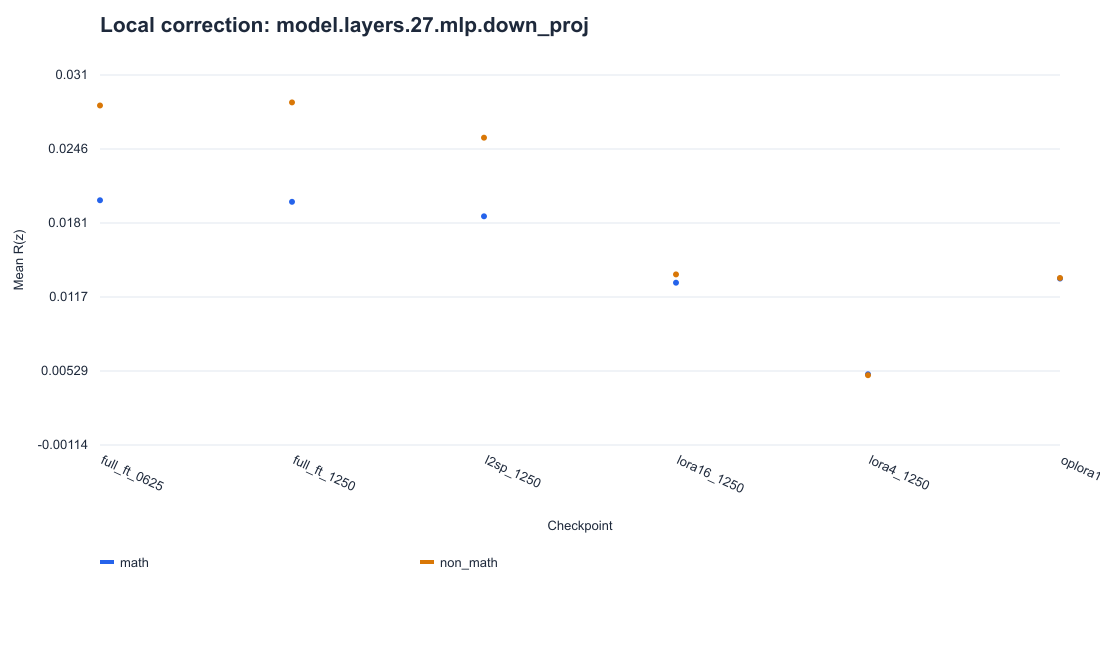 Local correction: model.layers.27.mlp.down_proj
0.031
0.0246
0.0181
0.0117
0.00529
-0.00114
Mean R(z)
full_ft_0625
full_ft_1250
l2sp_1250
lora16_1250
lora4_1250
oplora1
Checkpoint
math
non_math